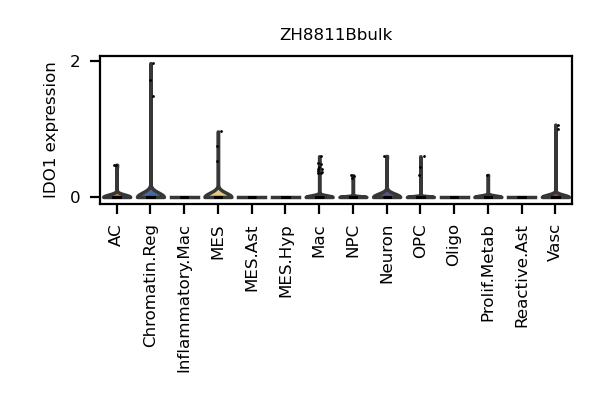 ZH8811Bbulk
IDO1 expression
2
0
AC
Chromatin.Reg
Inflammatory.Mac
MES
MES.Ast
MES.Hyp
Mac
NPC
Neuron
OPC
Oligo
Prolif.Metab
Reactive.Ast
Vasc